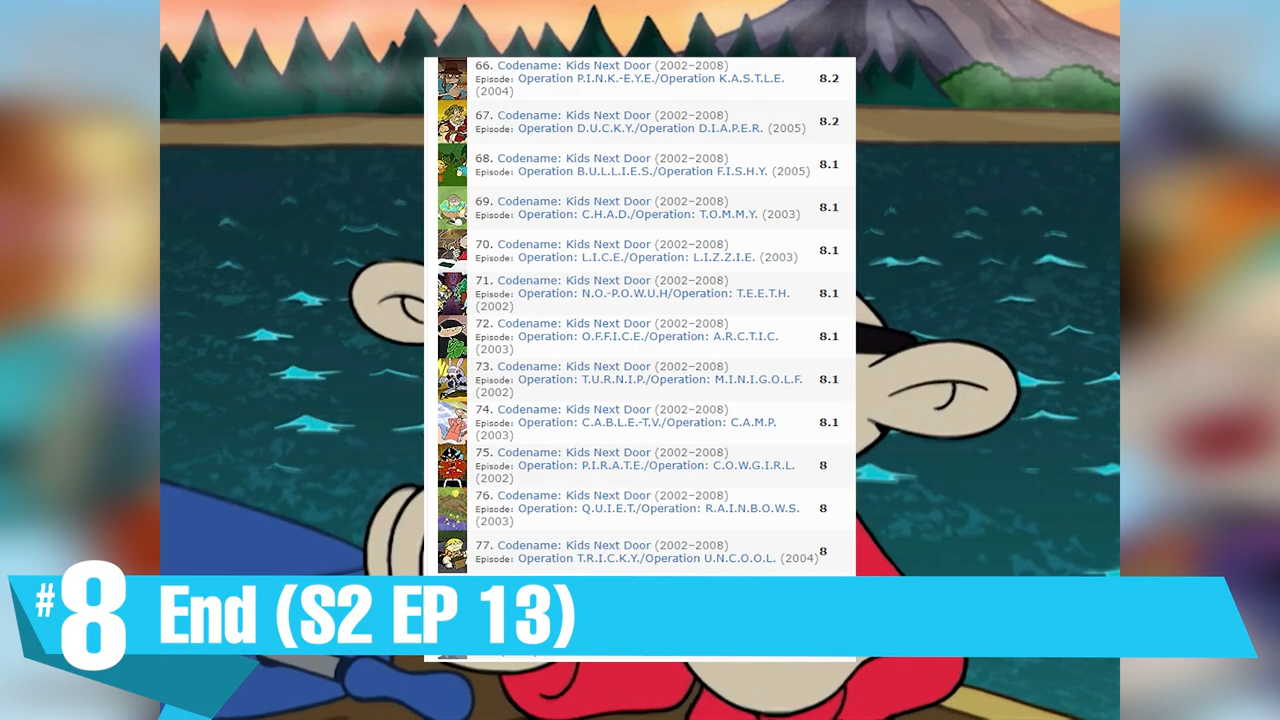 66. Codename: Kids Next Door (2002–2008)
Episode: Operation P.I.N.K.-E.Y.E./Operation K.A.S.T.L.E.
(2004)
8.2
67. Codename: Kids Next Door (2002–2008)
Episode: Operation D.U.C.K.Y./Operation D.I.A.P.E.R. (2005)
8.2
68. Codename: Kids Next Door (2002–2008)
Episode: Operation B.U.L.L.I.E.S./Operation F.I.S.H.Y. (2005)
8.1
69. Codename: Kids Next Door (2002–2008)
Episode: Operation: C.H.A.D./Operation: T.O.M.M.Y. (2003)
8.1
70. Codename: Kids Next Door (2002–2008)
Episode: Operation: L.I.C.E./Operation: L.I.Z.Z.I.E. (2003)
8.1
71. Codename: Kids Next Door (2002–2008)
Episode: Operation: N.O.-P.O.W.U.H/Operation: T.E.E.T.H.
(2002)
8.1
72. Codename: Kids Next Door (2002–2008)
Episode: Operation: O.F.F.I.C.E./Operation: A.R.C.T.I.C.
(2003)
8.1
73. Codename: Kids Next Door (2002–2008)
Episode: Operation: T.U.R.N.I.P./Operation: M.I.N.I.G.O.L.F.
(2002)
8.1
74. Codename: Kids Next Door (2002–2008)
Episode: Operation: C.A.B.L.E.-T.V./Operation: C.A.M.P.
(2003)
8.1
75. Codename: Kids Next Door (2002–2008)
Episode: Operation: P.I.R.A.T.E./Operation: C.O.W.G.I.R.L.
(2002)
8
76. Codename: Kids Next Door (2002–2008)
Episode: Operation: Q.U.I.E.T./Operation: R.A.I.N.B.O.W.S.
(2003)
8
77. Codename: Kids Next Door (2002–2008)
Episode: Operation T.R.I.C.K.Y./Operation U.N.C.O.O.L. (2004)
8
#8 End (S2 EP 13)